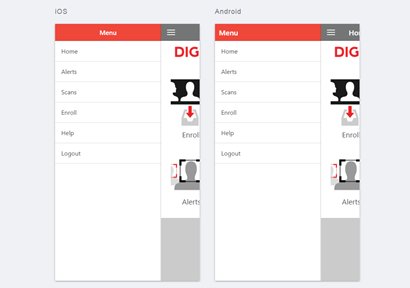 iOS
Menu
Home
Alerts
Scans
Enroll
Help
Logout
DIG
Enroll
Alerts
Android
Menu
Home
Alerts
Scans
Enroll
Help
Logout
Ho
DIG
Enroll
Alerts